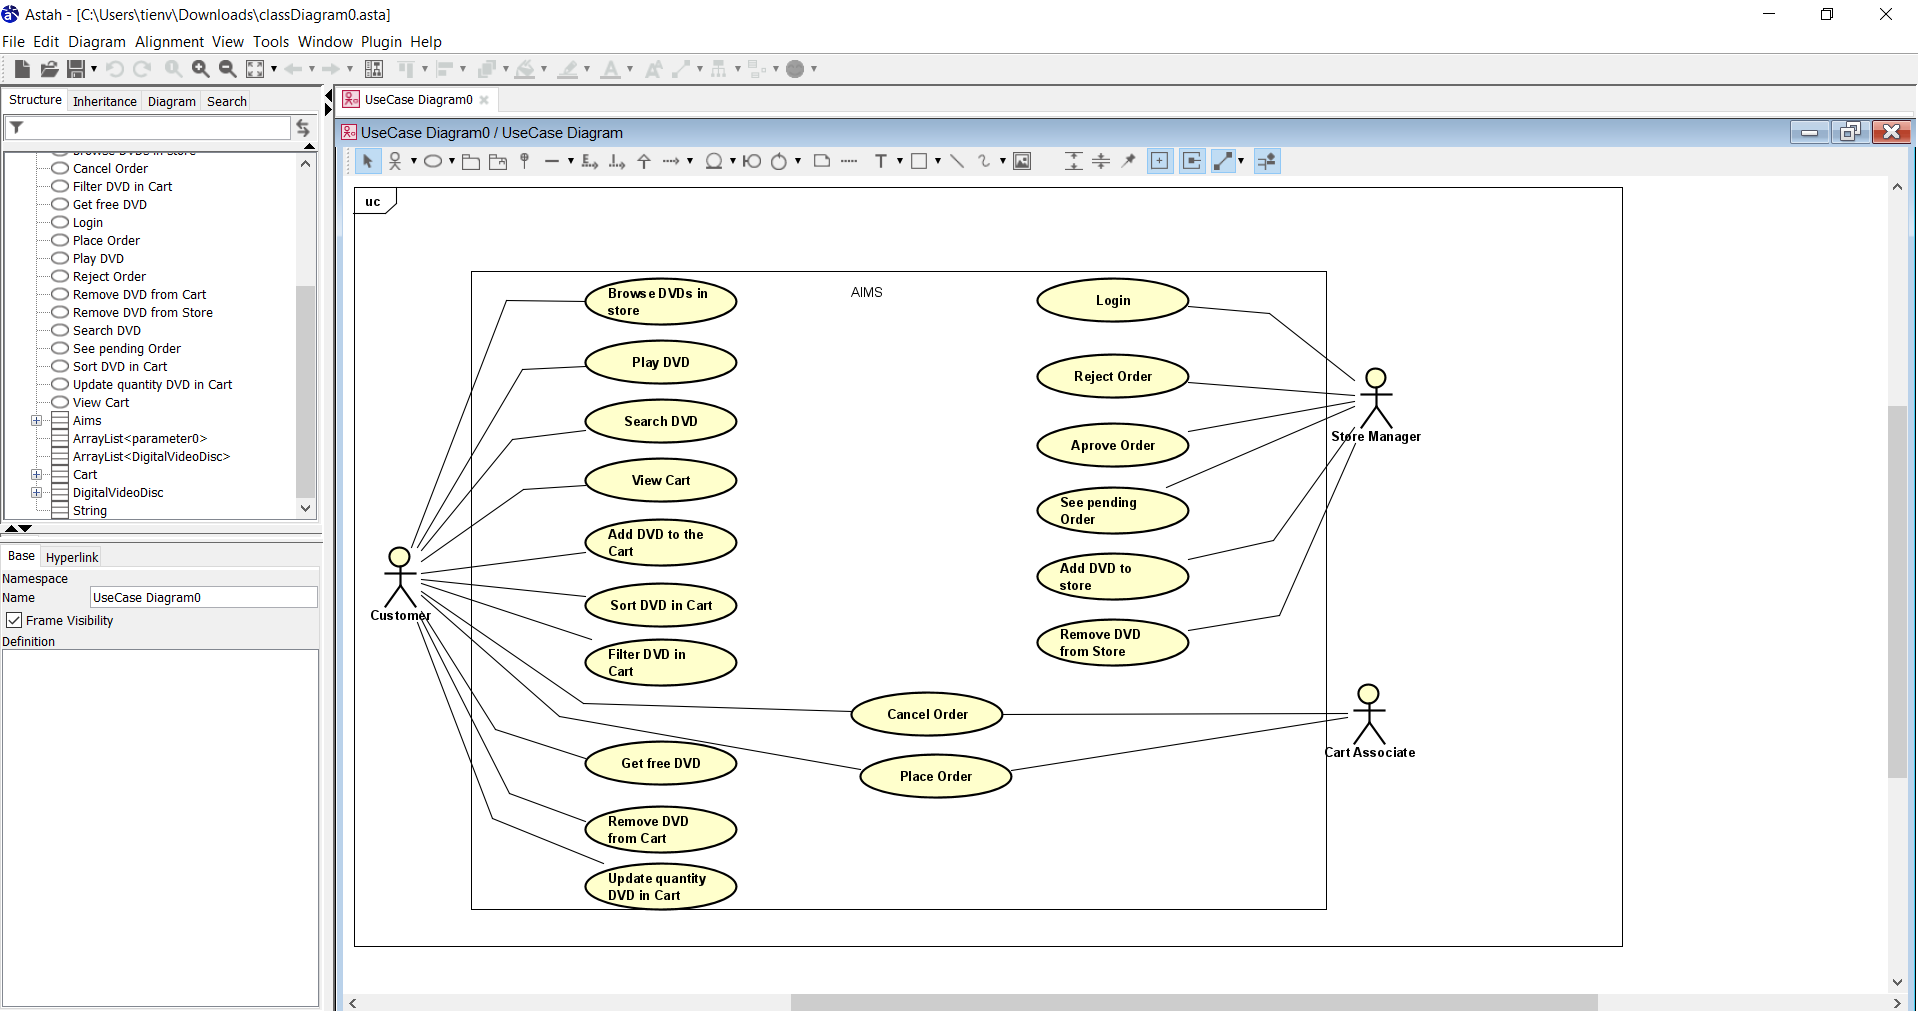 Astah - [C:\Users\tienv\Downloads\classDiagram0.asta]
File Edit Diagram Alignment View Tools Window Plugin Help
Structure Inheritance Diagram Search
Browse DVDs in store
Cancel Order
Filter DVD in Cart
Get free DVD
Login
Place Order
Play DVD
Reject Order
Remove DVD from Cart
Remove DVD from Store
Search DVD
See pending Order
Sort DVD in Cart
Update quantity DVD in Cart
View Cart
Aims
ArrayList<parameter0>
ArrayList<DigitalVideoDisc>
Cart
DigitalVideoDisc
String
Base Hyperlink
Namespace
Name UseCase Diagram0
Frame Visibility
Definition
UseCase Diagram0
UseCase Diagram0 / UseCase Diagram
uc
AIMS
Browse DVDs in
store
Play DVD
Search DVD
View Cart
Add DVD to the
Cart
Sort DVD in Cart
Filter DVD in
Cart
Get free DVD
Remove DVD
from Cart
Update quantity
DVD in Cart
Customer
Cancel Order
Place Order
Login
Reject Order
Aprove Order
See pending
Order
Add DVD to
store
Remove DVD
from Store
Store Manager
Cart Associate